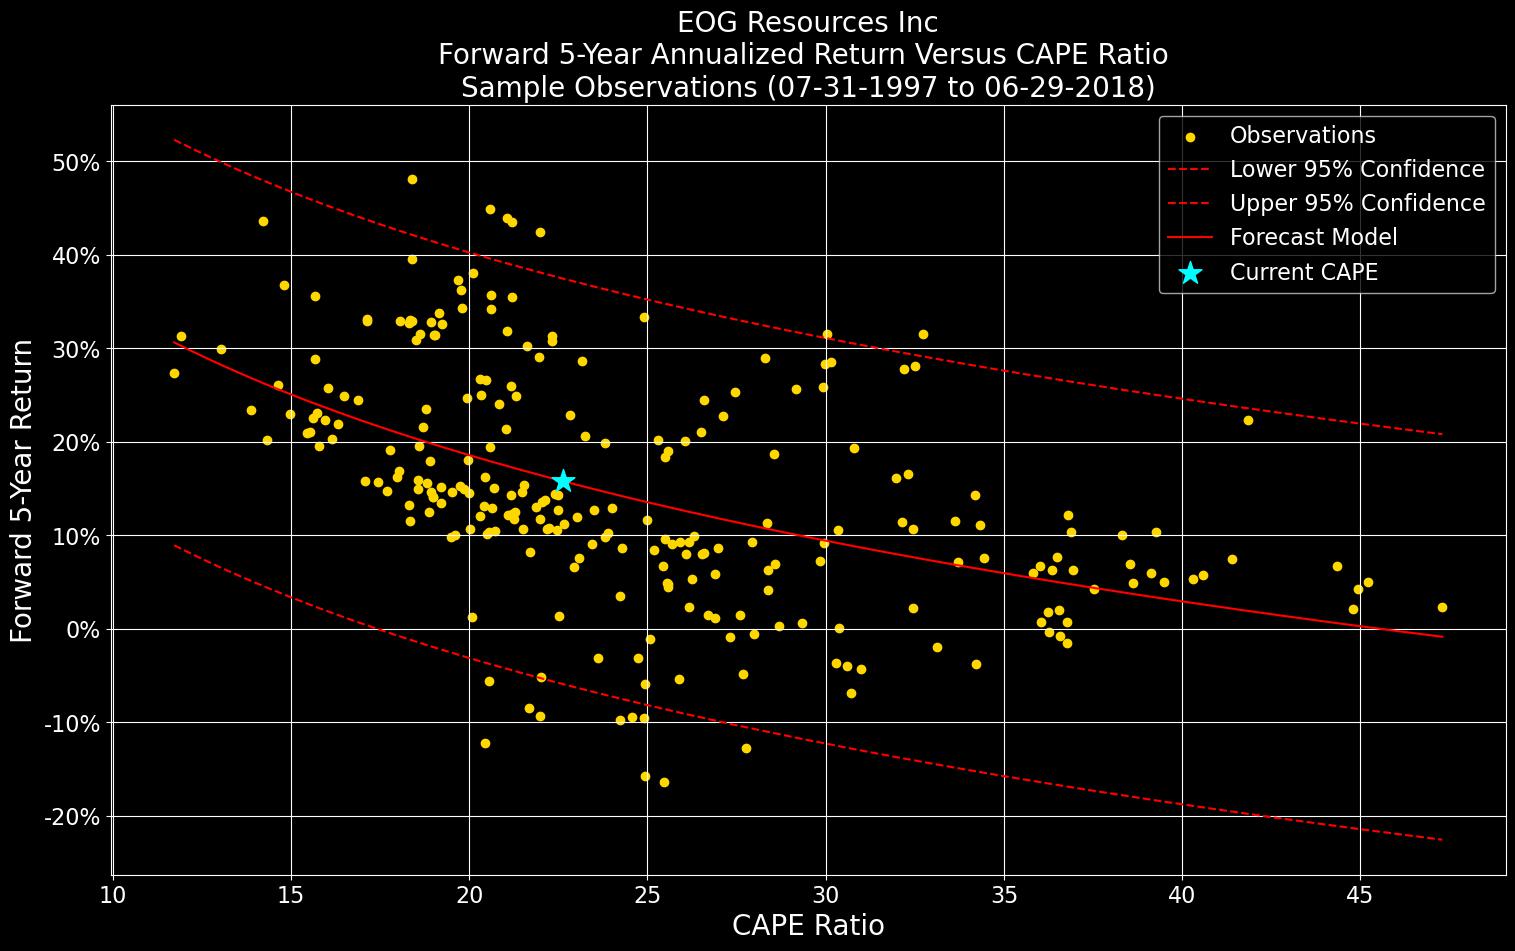 EOG Resources Inc
Forward 5-Year Annualized Return Versus CAPE Ratio
Sample Observations (07-31-1997 to 06-29-2018)
Observations
Lower 95% Confidence
Upper 95% Confidence
Forecast Model
Current CAPE
Forward 5-Year Return
50%
40%
30%
20%
10%
0%
-10%
-20%
10 15 20 25 30 35 40 45
CAPE Ratio